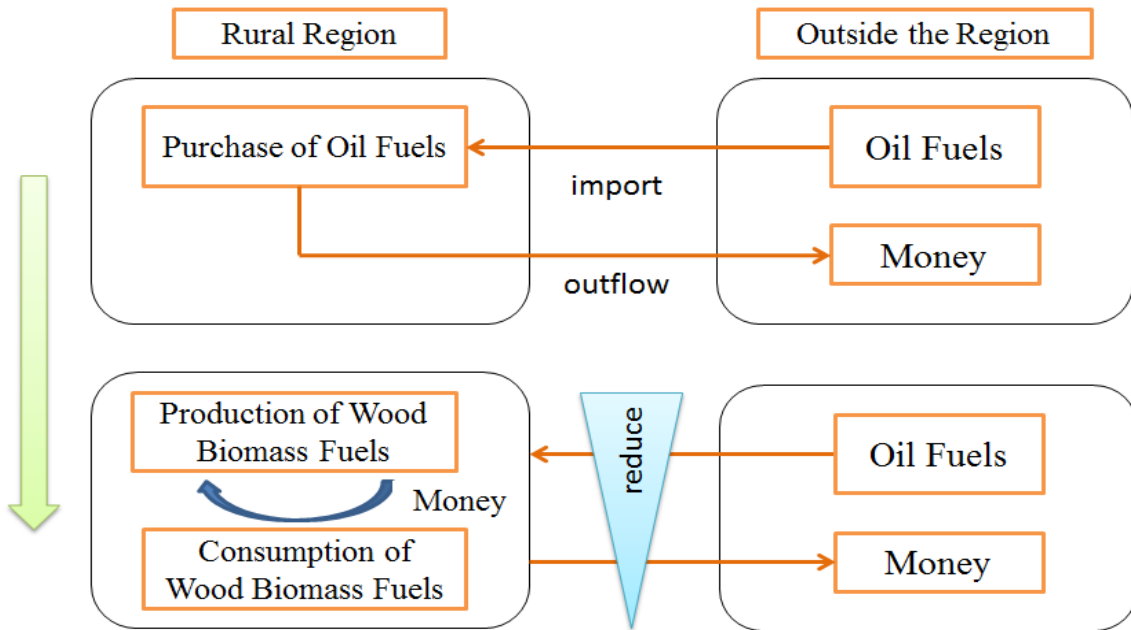 Rural Region
Outside the Region
Purchase of Oil Fuels
Oil Fuels
import
Money
outflow
Production of Wood
Biomass Fuels
Money
Consumption of
Wood Biomass Fuels
reduce
Oil Fuels
Money